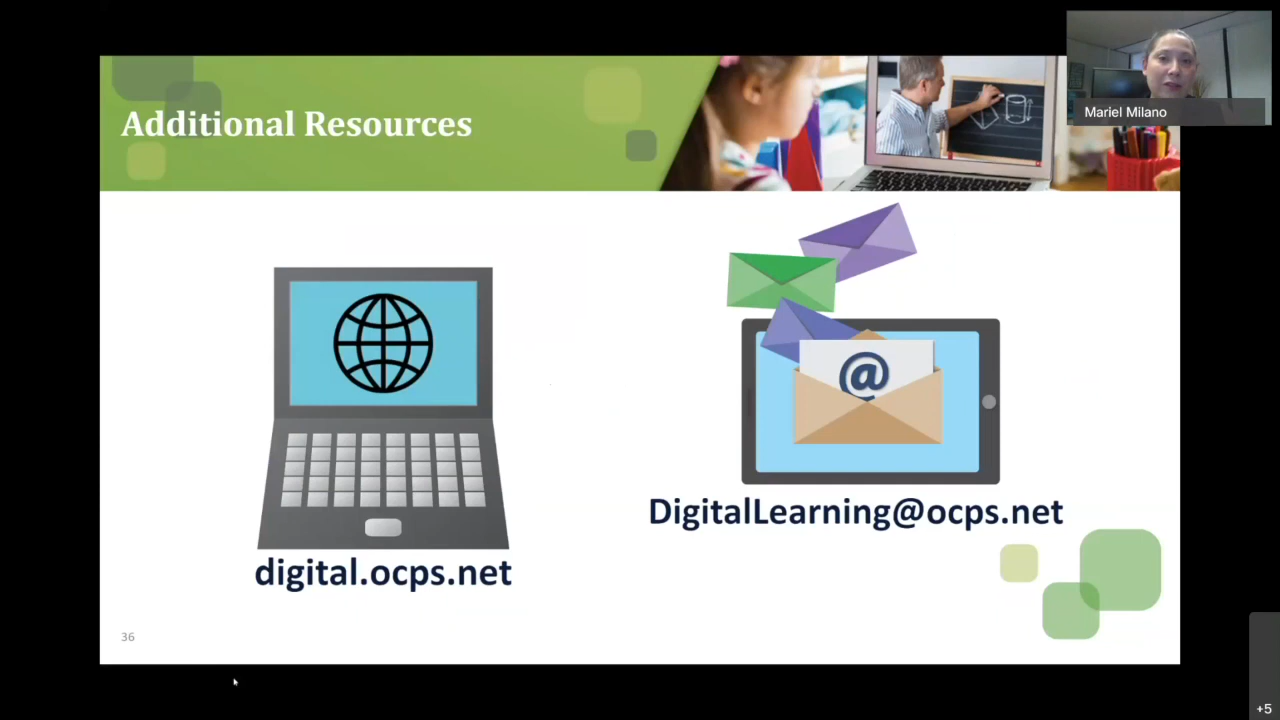 Additional Resources
Mariel Milano
@
DigitalLearning@ocps.net
digital.ocps.net
36
+5